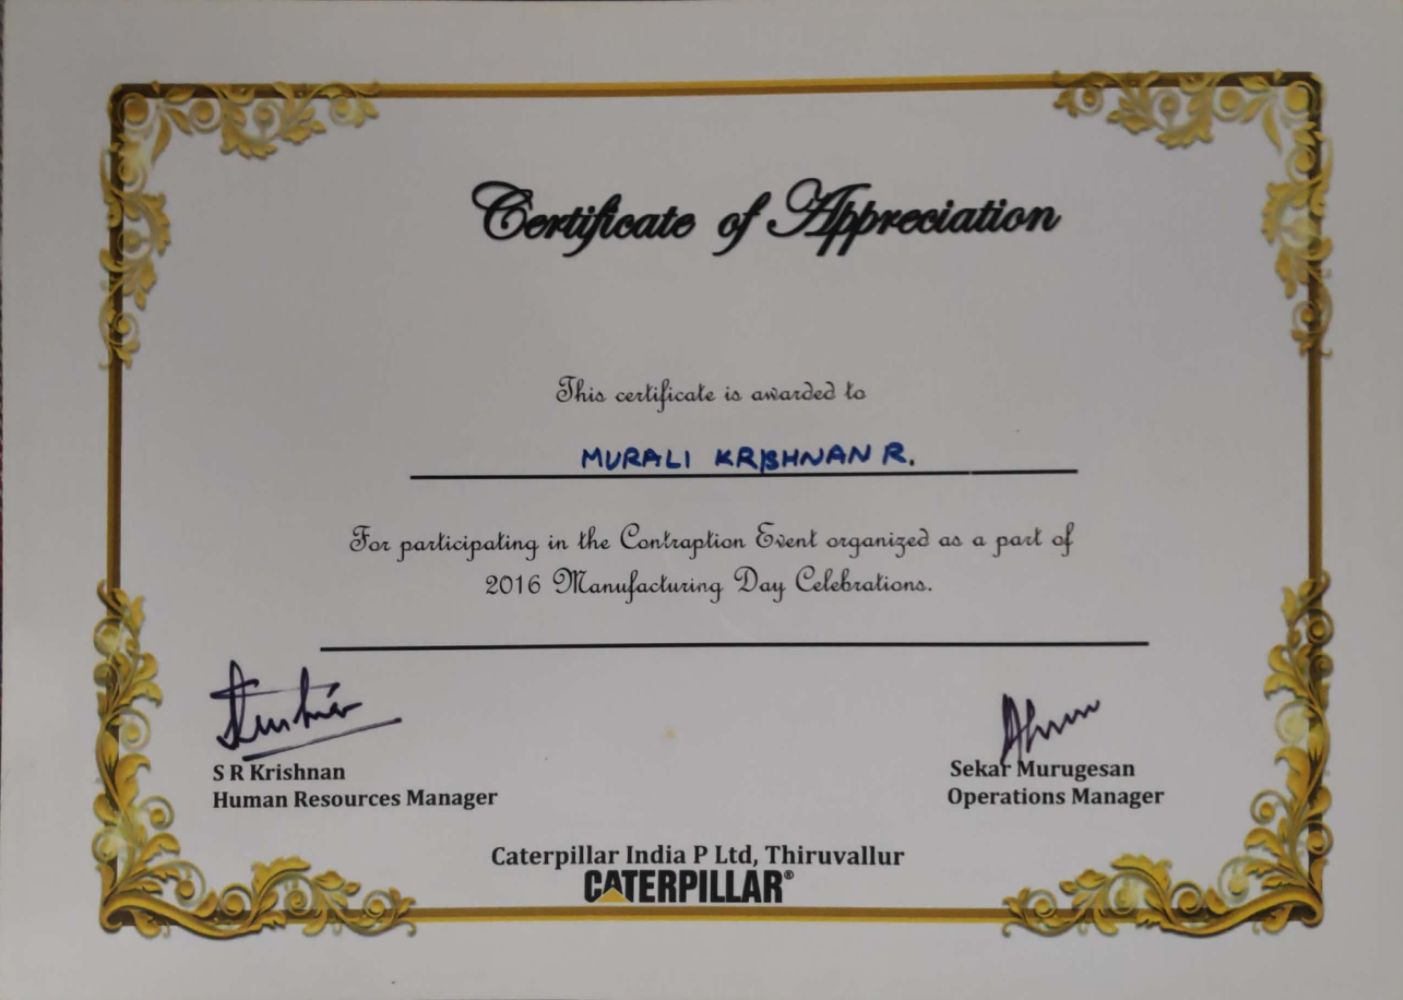 Certificate of Appreciation
This certificate is awarded to
MURALI KRISHNAN R.
For participating in the Contraption Event organized as a part of
2016 Manufacturing Day Celebrations.
S R Krishnan
Human Resources Manager
Sekar Murugesan
Operations Manager
Caterpillar India P Ltd, Thiruvallur
CATERPILLAR®